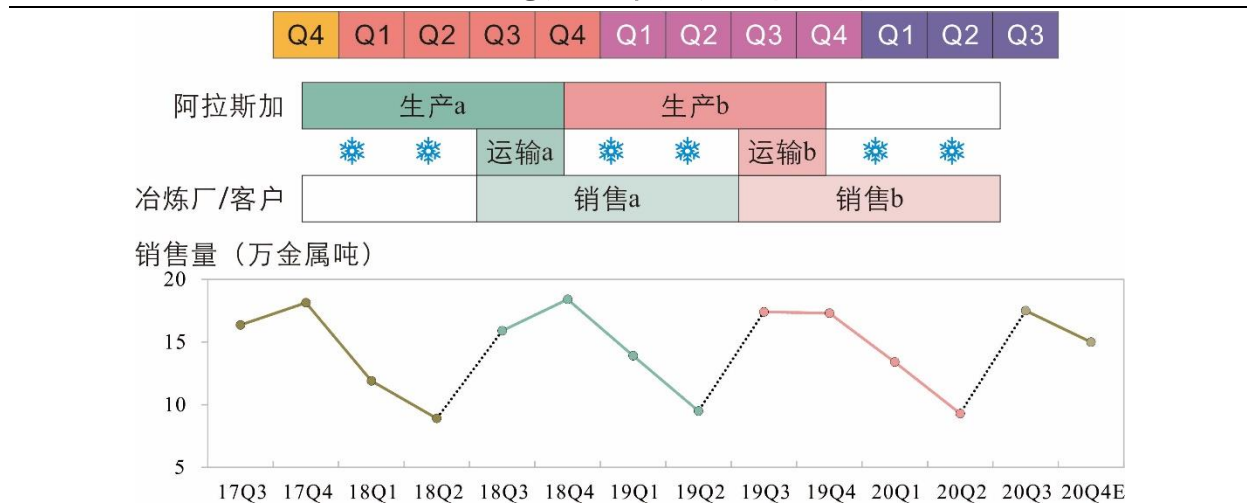 Q4 Q1 Q2 Q3 Q4 Q1 Q2 Q3 Q4 Q1 Q2 Q3
阿拉斯加 生产a 生产b
运输a 运输b
冶炼厂/客户 销售a 销售b
销售量（万金属吨）
20
15
10
5
17Q3 17Q4 18Q1 18Q2 18Q3 18Q4 19Q1 19Q2 19Q3 19Q4 20Q1 20Q2 20Q3 20Q4E